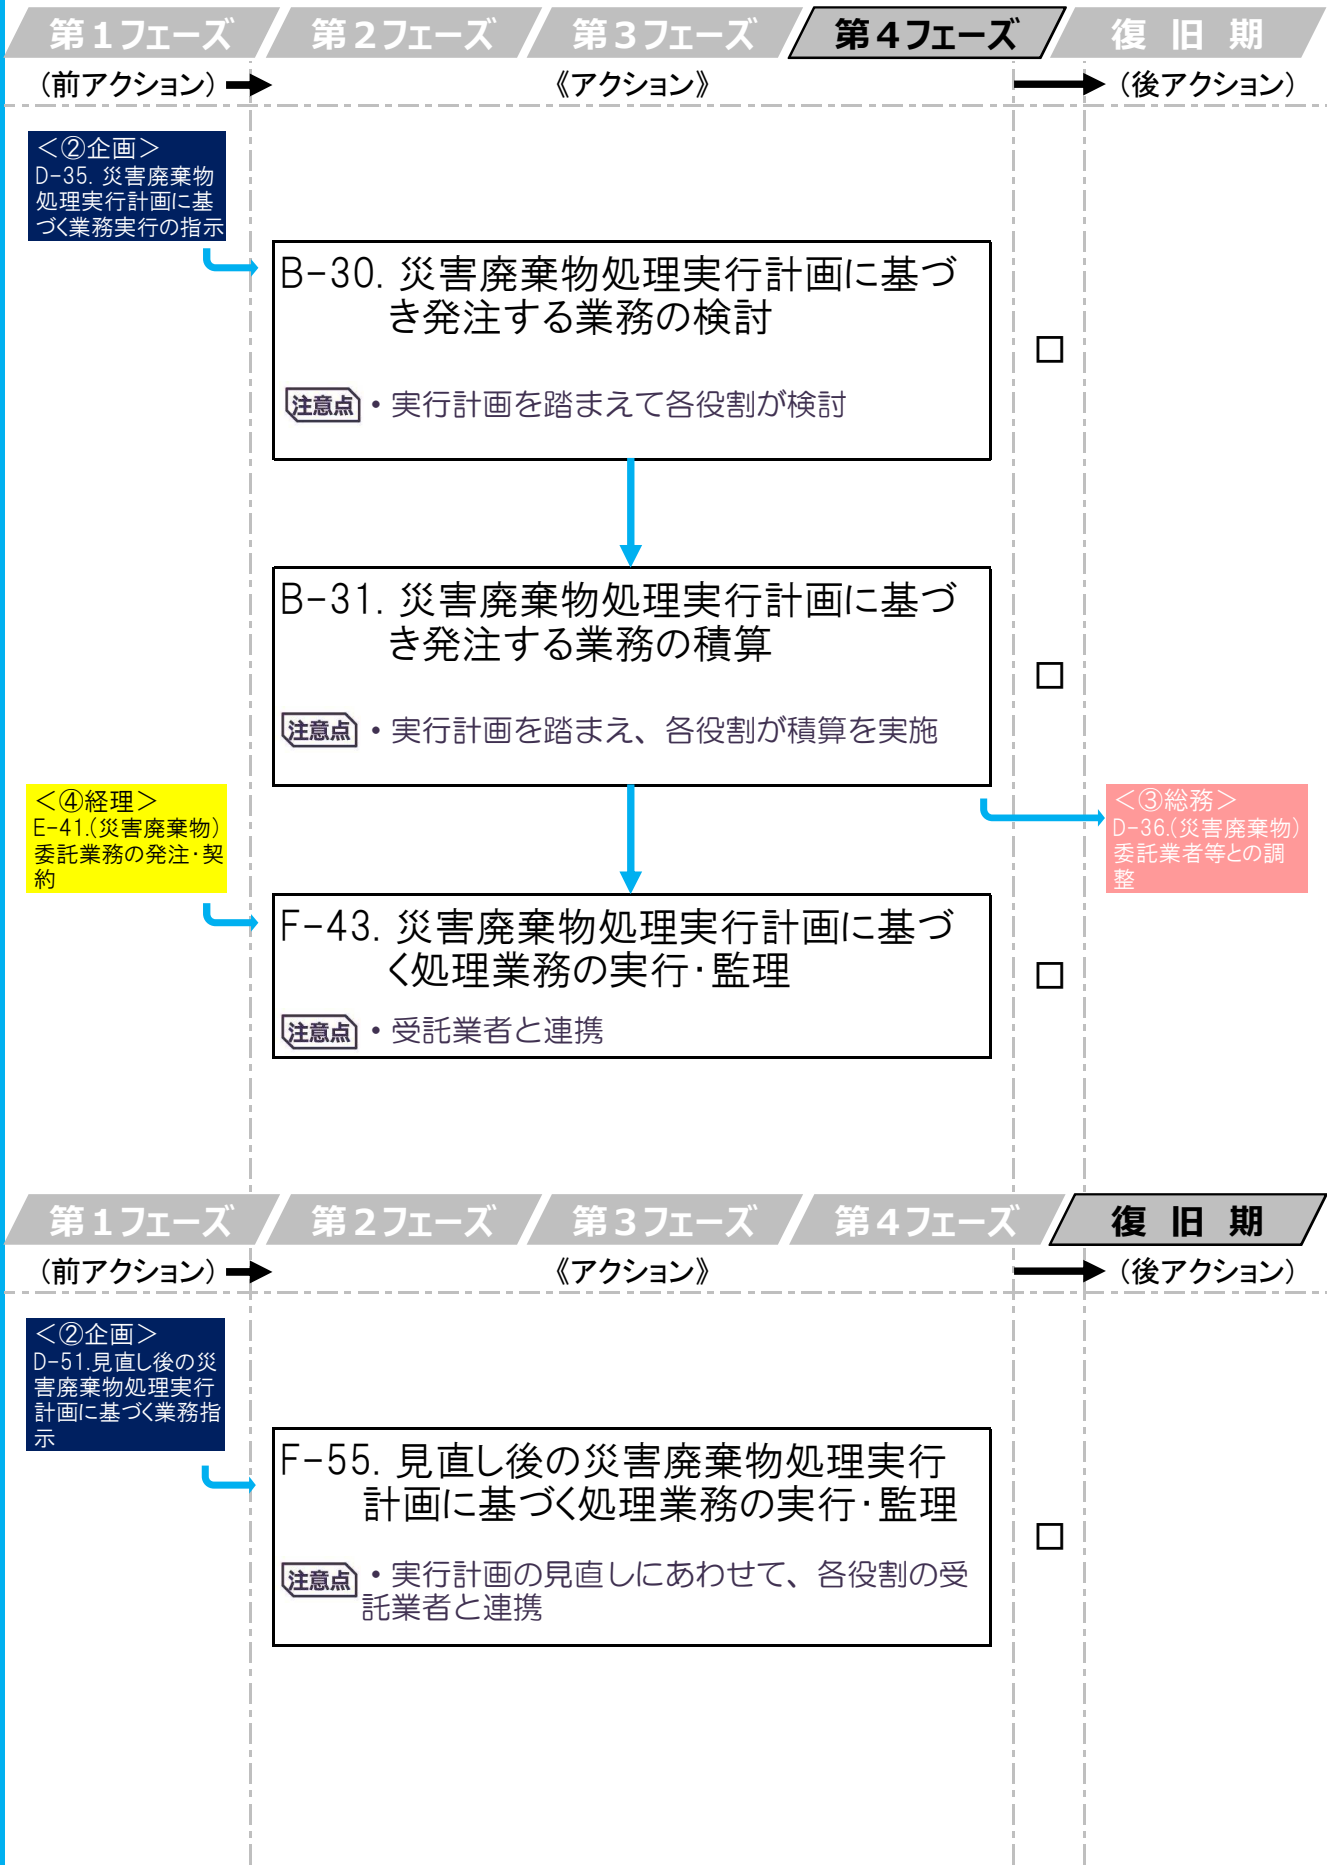 第１フェーズ 第２フェーズ 第３フェーズ 第４フェーズ 復 旧 期
（前アクション） 《アクション》 （後アクション）
＜②企画＞
D-35. 災害廃棄物
処理実行計画に基
づく業務実行の指示
B-30. 災害廃棄物処理実行計画に基づ
き発注する業務の検討
注意点 ・実行計画を踏まえて各役割が検討
□
B-31. 災害廃棄物処理実行計画に基づ
き発注する業務の積算
注意点 ・実行計画を踏まえ、各役割が積算を実施
□
＜④経理＞
E-41.(災害廃棄物)
委託業務の発注・契
約
＜③総務＞
D-36.(災害廃棄物)
委託業者等との調
整
F-43. 災害廃棄物処理実行計画に基づ
く処理業務の実行・監理
注意点 ・受託業者と連携
□
第１フェーズ 第２フェーズ 第３フェーズ 第４フェーズ 復 旧 期
（前アクション） 《アクション》 （後アクション）
＜②企画＞
D-51.見直し後の災
害廃棄物処理実行
計画に基づく業務指
示
F-55. 見直し後の災害廃棄物処理実行
計画に基づく処理業務の実行・監理
注意点 ・実行計画の見直しにあわせて、各役割の受
託業者と連携
□